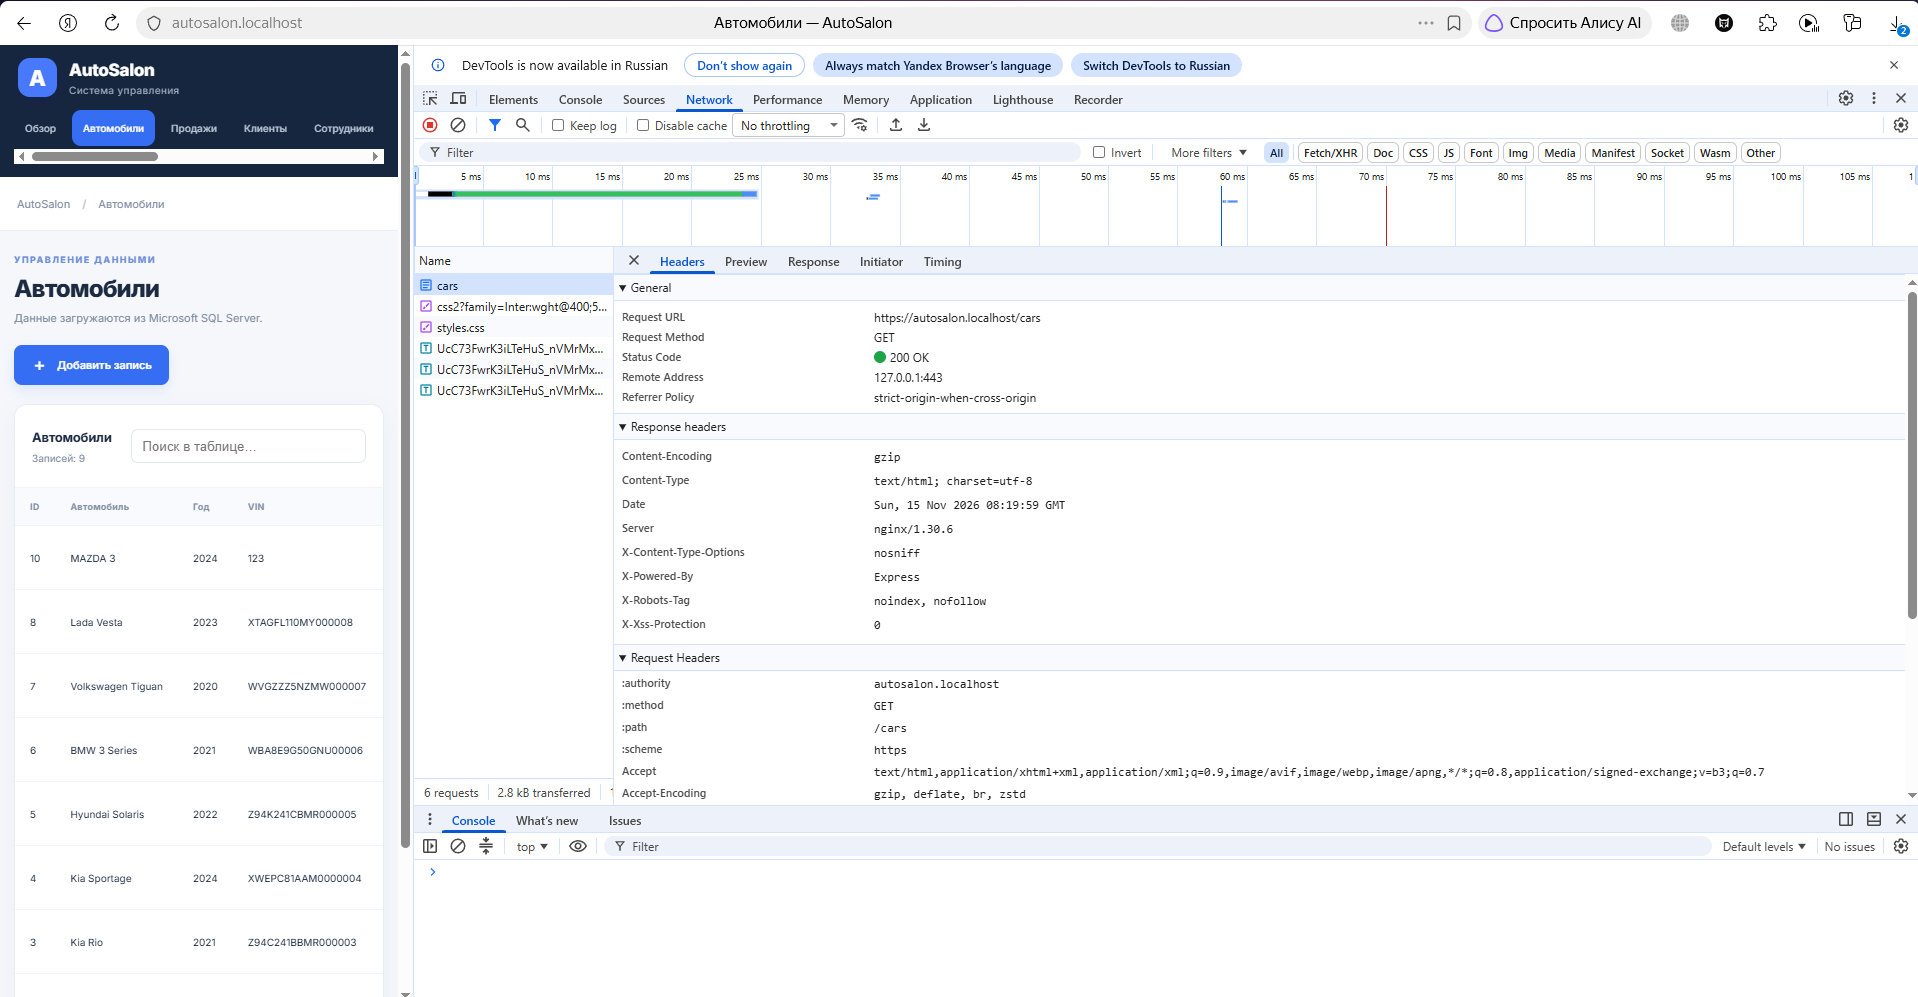 autosalon.localhost
Автомобили — AutoSalon
Спросить Алису AI
2
A
AutoSalon
Система управления
Обзор
Автомобили
Продажи
Клиенты
Сотрудники
AutoSalon / Автомобили
УПРАВЛЕНИЕ ДАННЫМИ
Автомобили
Данные загружаются из Microsoft SQL Server.
+ Добавить запись
Автомобили
Записей: 9
Поиск в таблице...
ID Автомобиль Год VIN
10 MAZDA 3 2024 123
8 Lada Vesta 2023 XTAGFL110MY000008
7 Volkswagen Tiguan 2020 WVGZZZ5NZMW000007
6 BMW 3 Series 2021 WBA8E9G50GNU00006
5 Hyundai Solaris 2022 Z94K241CBMR000005
4 Kia Sportage 2024 XWEPC81AAM0000004
3 Kia Rio 2021 Z94C241BBMR000003
DevTools is now available in Russian
Don't show again
Always match Yandex Browser's language
Switch DevTools to Russian
Elements Console Sources Network Performance Memory Application Lighthouse Recorder
Keep log
Disable cache
No throttling
Filter
Invert
More filters
All Fetch/XHR Doc CSS JS Font Img Media Manifest Socket Wasm Other
5 ms 10 ms 15 ms 20 ms 25 ms 30 ms 35 ms 40 ms 45 ms 50 ms 55 ms 60 ms 65 ms 70 ms 75 ms 80 ms 85 ms 90 ms 95 ms 100 ms 105 ms 1
Name
cars
css2?family=Inter:wght@400;5...
styles.css
UcC73FwrK3iLTeHuS_nVMrMx...
UcC73FwrK3iLTeHuS_nVMrMx...
UcC73FwrK3iLTeHuS_nVMrMx...
6 requests 2.8 kB transferred
Headers Preview Response Initiator Timing
General
Request URL https://autosalon.localhost/cars
Request Method GET
Status Code 200 OK
Remote Address 127.0.0.1:443
Referrer Policy strict-origin-when-cross-origin
Response headers
Content-Encoding gzip
Content-Type text/html; charset=utf-8
Date Sun, 15 Nov 2026 08:19:59 GMT
Server nginx/1.30.6
X-Content-Type-Options nosniff
X-Powered-By Express
X-Robots-Tag noindex, nofollow
X-Xss-Protection 0
Request Headers
:authority autosalon.localhost
:method GET
:path /cars
:scheme https
Accept text/html,application/xhtml+xml,application/xml;q=0.9,image/avif,image/webp,image/apng,*/*;q=0.8,application/signed-exchange;v=b3;q=0.7
Accept-Encoding gzip, deflate, br, zstd
Console What's new Issues
top
Filter
Default levels
No issues